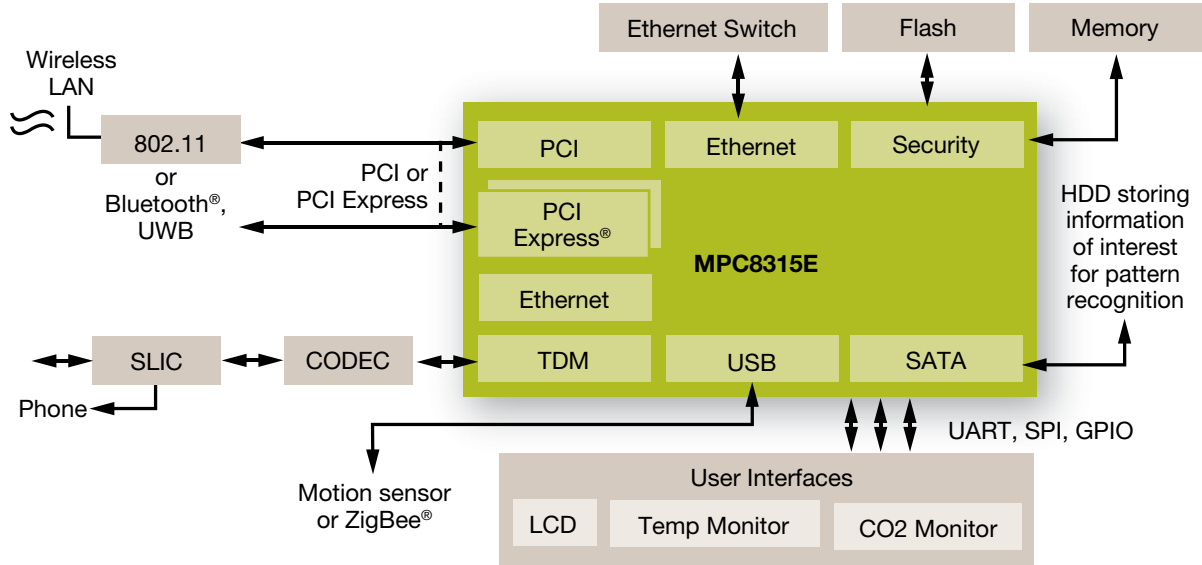 Ethernet Switch
Flash
Memory
Wireless
LAN
802.11
or
Bluetooth®,
UWB
PCI or
PCI Express
PCI
Ethernet
Security
PCI
Express®
MPC8315E
Ethernet
HDD storing
information
of interest
for pattern
recognition
SLIC
CODEC
TDM
USB
SATA
Phone
UART, SPI, GPIO
Motion sensor
or ZigBee®
User Interfaces
LCD
Temp Monitor
CO2 Monitor